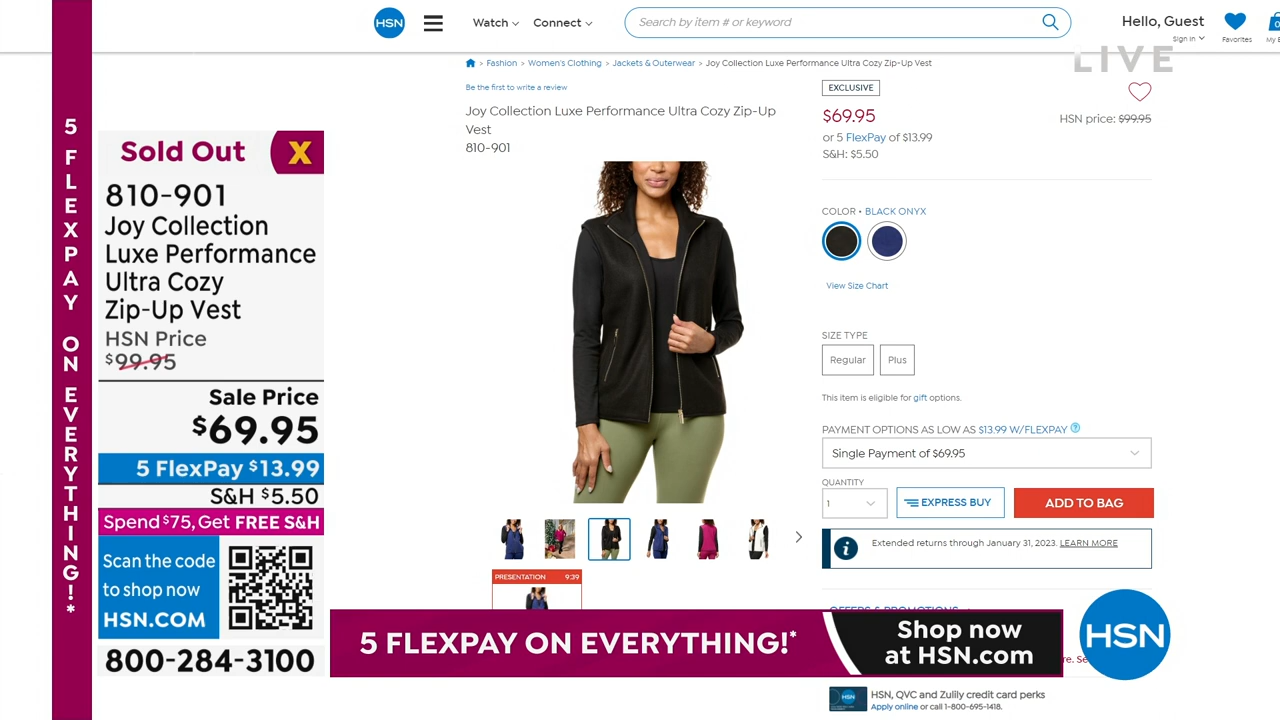 HSN
Watch
Connect
Search by item # or keyword
Hello, Guest
Sign In
Favorites
0
LIVE
> Fashion > Women's Clothing > Jackets & Outerwear > Joy Collection Luxe Performance Ultra Cozy Zip-Up Vest
Be the first to write a review
Joy Collection Luxe Performance Ultra Cozy Zip-Up
Vest
810-901
EXCLUSIVE
$69.95
HSN price: $99.95
or 5 FlexPay of $13.99
S&H: $5.50
COLOR • BLACK ONYX
View Size Chart
SIZE TYPE
Regular
Plus
This item is eligible for gift options.
PAYMENT OPTIONS AS LOW AS $13.99 W/FLEXPAY ?
Single Payment of $69.95
QUANTITY
1
EXPRESS BUY
ADD TO BAG
i
Extended returns through January 31, 2023. LEARN MORE
PRESENTATION 9:39
5 FLEXPAY ON EVERYTHING!*
Sold Out X
810-901
Joy Collection
Luxe Performance
Ultra Cozy
Zip-Up Vest
HSN Price
$99.95
Sale Price
$69.95
5 FlexPay $13.99
S&H $5.50
Spend $75, Get FREE S&H
Scan the code
to shop now
HSN.COM
800-284-3100
5 FLEXPAY ON EVERYTHING!*
Shop now
at HSN.com
HSN
HSN
HSN, QVC and Zulily credit card perks
Apply online or call 1-800-695-1418.